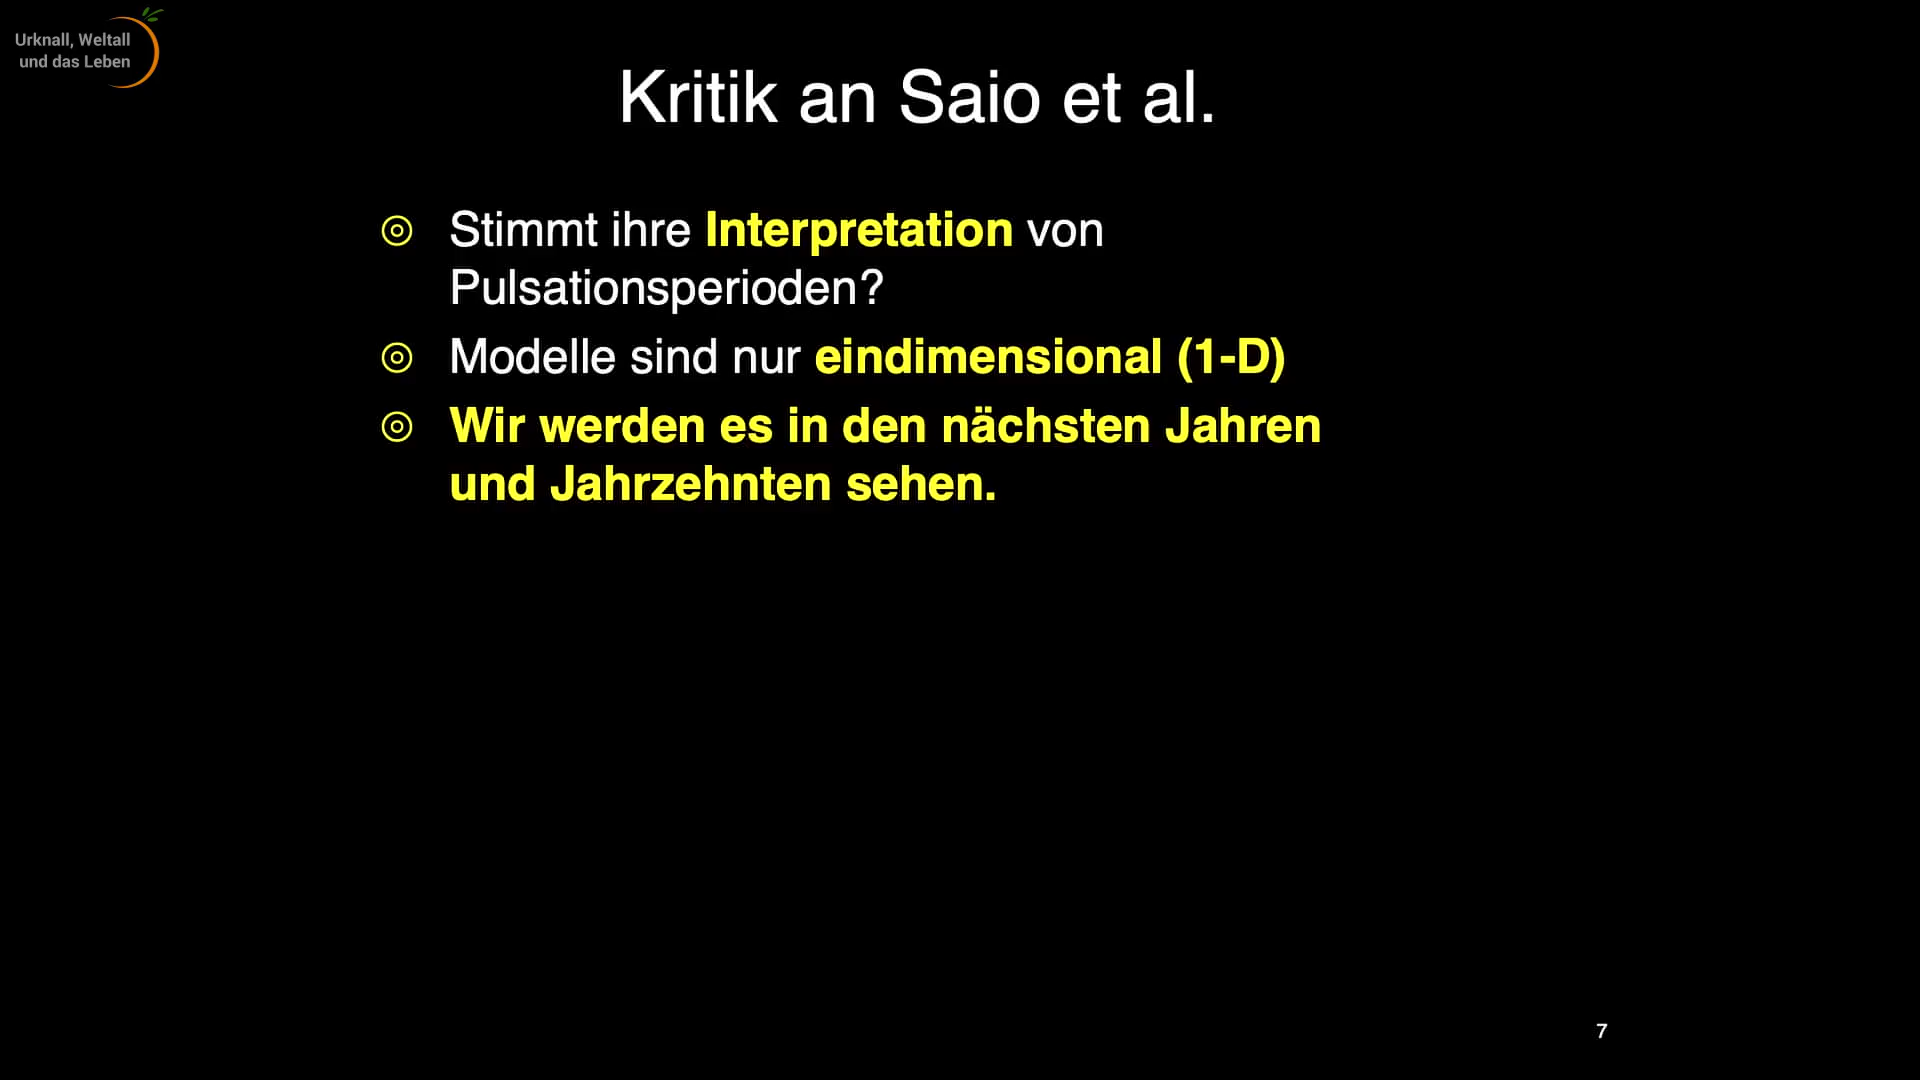 Urknall, Weltall
und das Leben
Kritik an Saio et al.
Stimmt ihre Interpretation von
Pulsationsperioden?
Modelle sind nur eindimensional (1-D)
Wir werden es in den nächsten Jahren
und Jahrzehnten sehen.
7